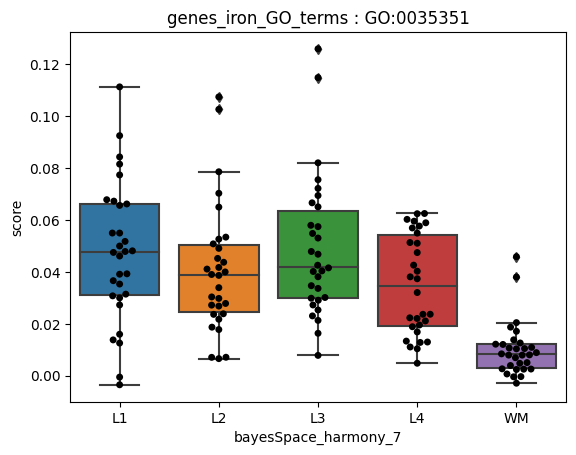 genes_iron_GO_terms : GO:0035351
0.12
0.10
0.08
0.06
0.04
0.02
0.00
score
L1 L2 L3 L4 WM
bayesSpace_harmony_7